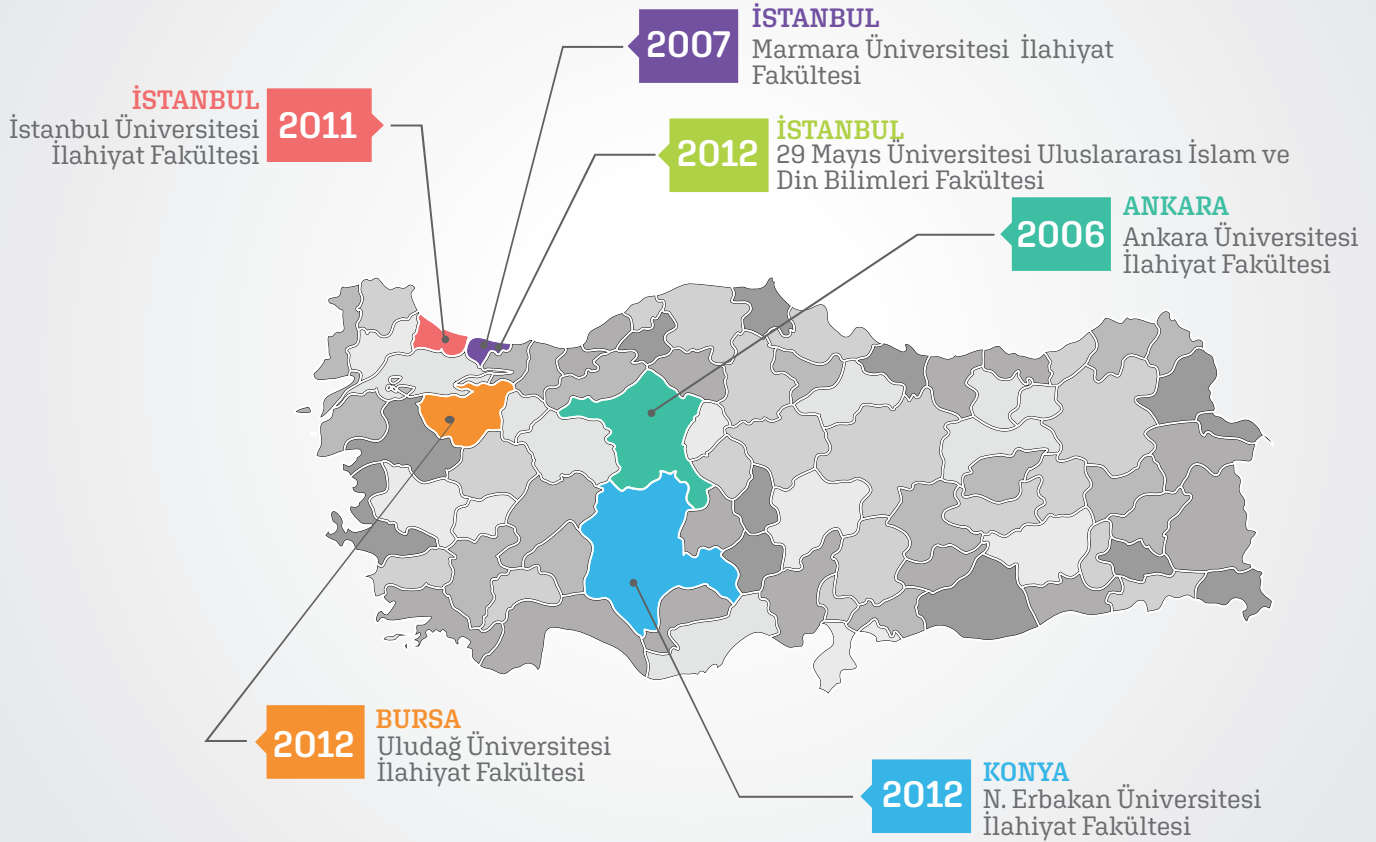 2007
İSTANBUL
Marmara Üniversitesi İlahiyat
Fakültesi
İSTANBUL
İstanbul Üniversitesi
İlahiyat Fakültesi
2011
2012
İSTANBUL
29 Mayıs Üniversitesi Uluslararası İslam ve
Din Bilimleri Fakültesi
2006
ANKARA
Ankara Üniversitesi
İlahiyat Fakültesi
2012
BURSA
Uludağ Üniversitesi
İlahiyat Fakültesi
2012
KONYA
N. Erbakan Üniversitesi
İlahiyat Fakültesi